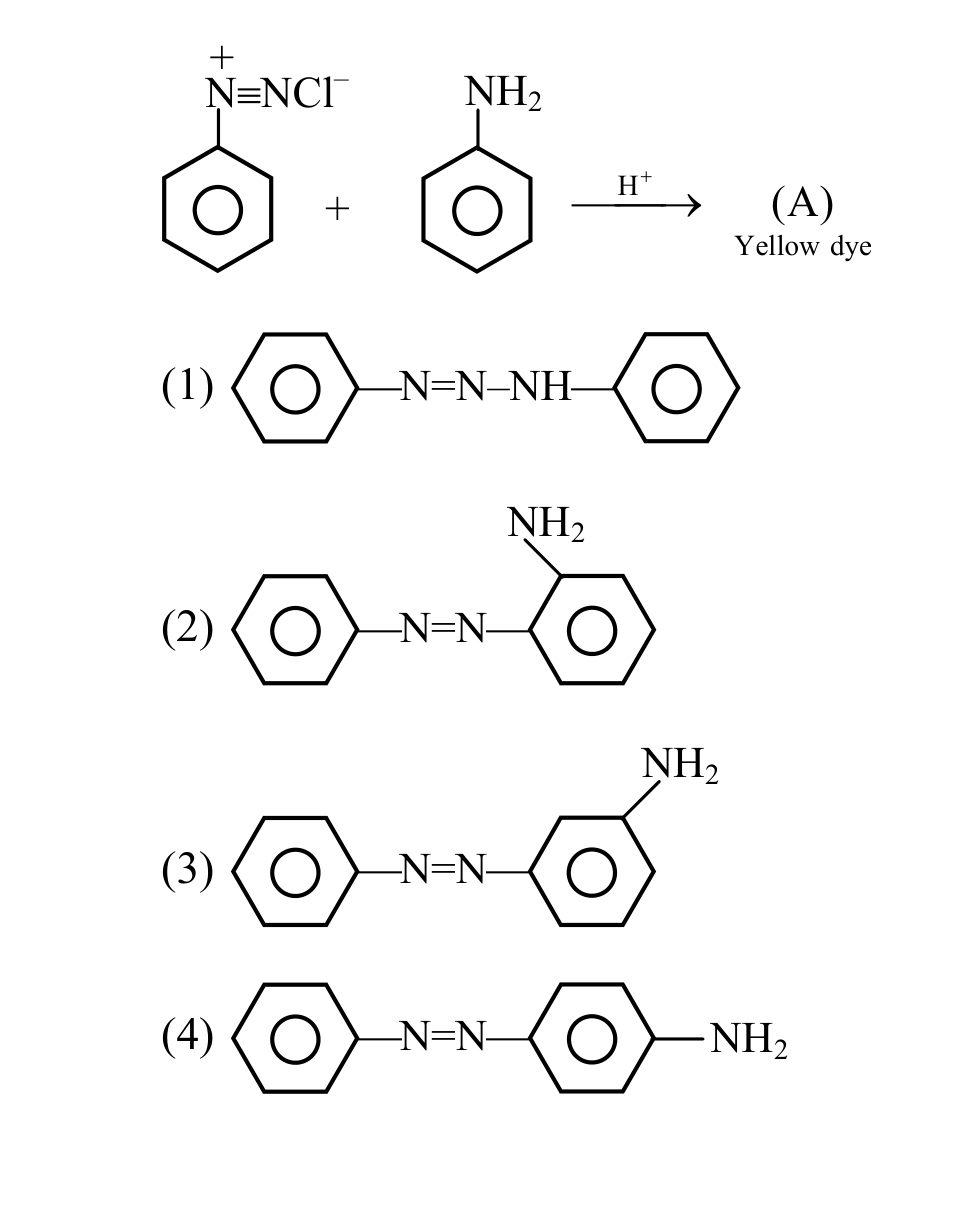 +
N≡NCl⁻ NH₂
+ H⁺ (A)
Yellow dye
(1) N=N–NH
NH₂
(2) N=N
NH₂
(3) N=N
(4) N=N NH₂